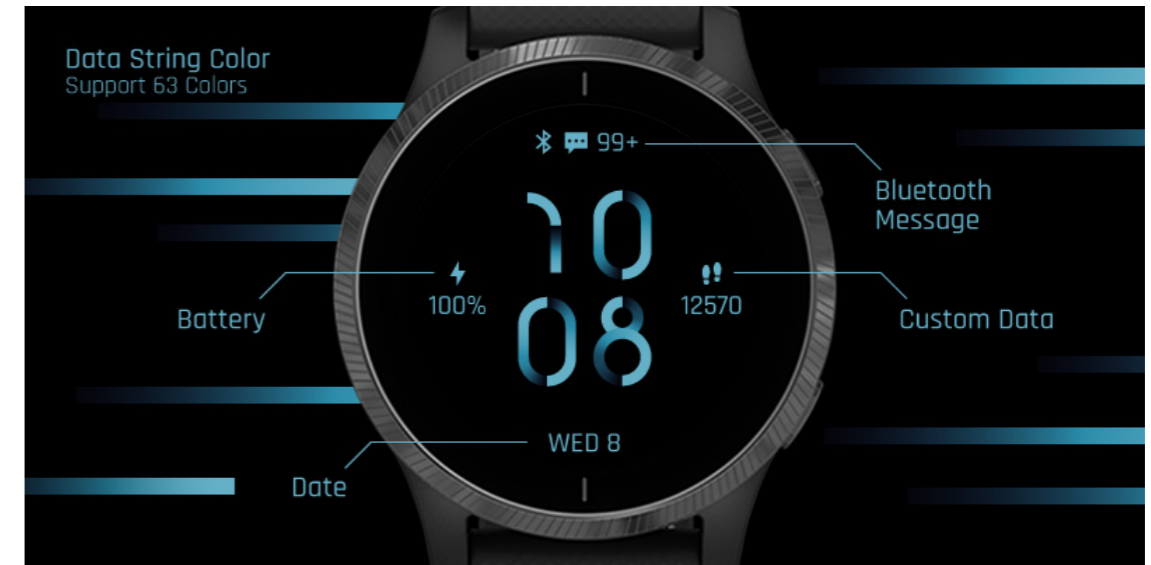 Data String Color
Support 63 Colors
99+
Bluetooth
Message
10
100%
12570
Battery
Custom Data
08
WED 8
Date